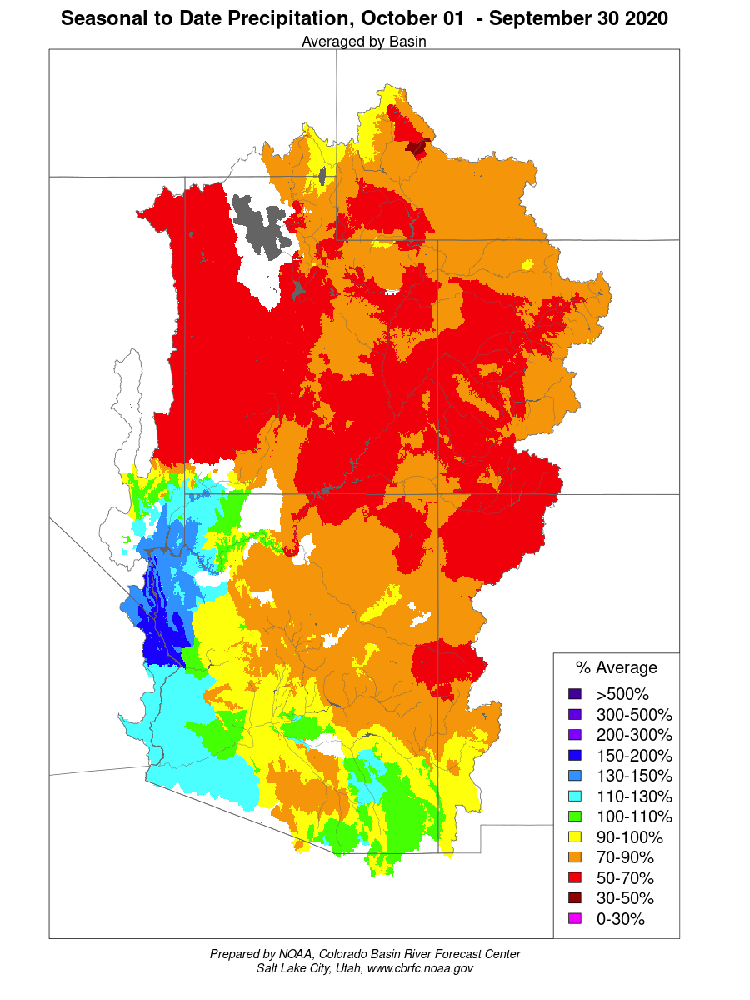 Seasonal to Date Precipitation, October 01  - September 30 2020
Averaged by Basin
% Average
>500%
300-500%
200-300%
150-200%
130-150%
110-130%
100-110%
90-100%
70-90%
50-70%
30-50%
0-30%
Prepared by NOAA, Colorado Basin River Forecast Center
Salt Lake City, Utah, www.cbrfc.noaa.gov